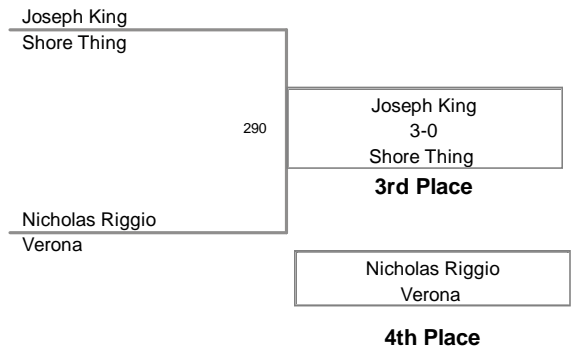 Joseph King
Shore Thing
290
Joseph King
3-0
Shore Thing
3rd Place
Nicholas Riggio
Verona
Nicholas Riggio
Verona
4th Place